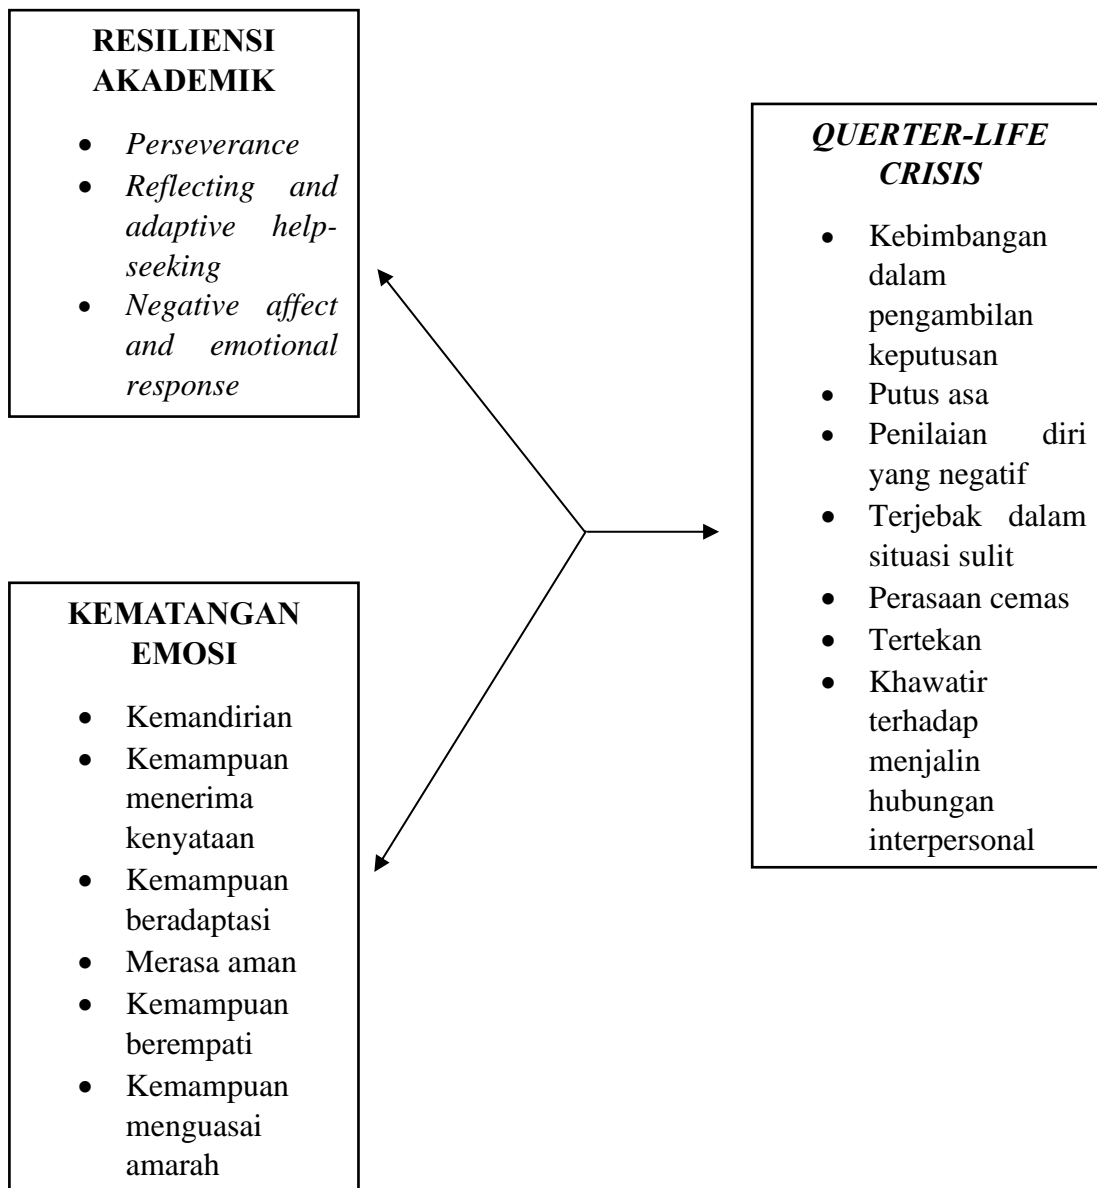 RESILIENSI
AKADEMIK
• Perseverance
• Reflecting and
adaptive help-
seeking
• Negative affect
and emotional
response
QUERTER-LIFE
CRISIS
• Kebimbangan
dalam
pengambilan
keputusan
• Putus asa
• Penilaian diri
yang negatif
• Terjebak dalam
situasi sulit
• Perasaan cemas
• Tertekan
• Khawatir
terhadap
menjalin
hubungan
interpersonal
KEMATANGAN
EMOSI
• Kemandirian
• Kemampuan
menerima
kenyataan
• Kemampuan
beradaptasi
• Merasa aman
• Kemampuan
berempati
• Kemampuan
menguasai
amarah